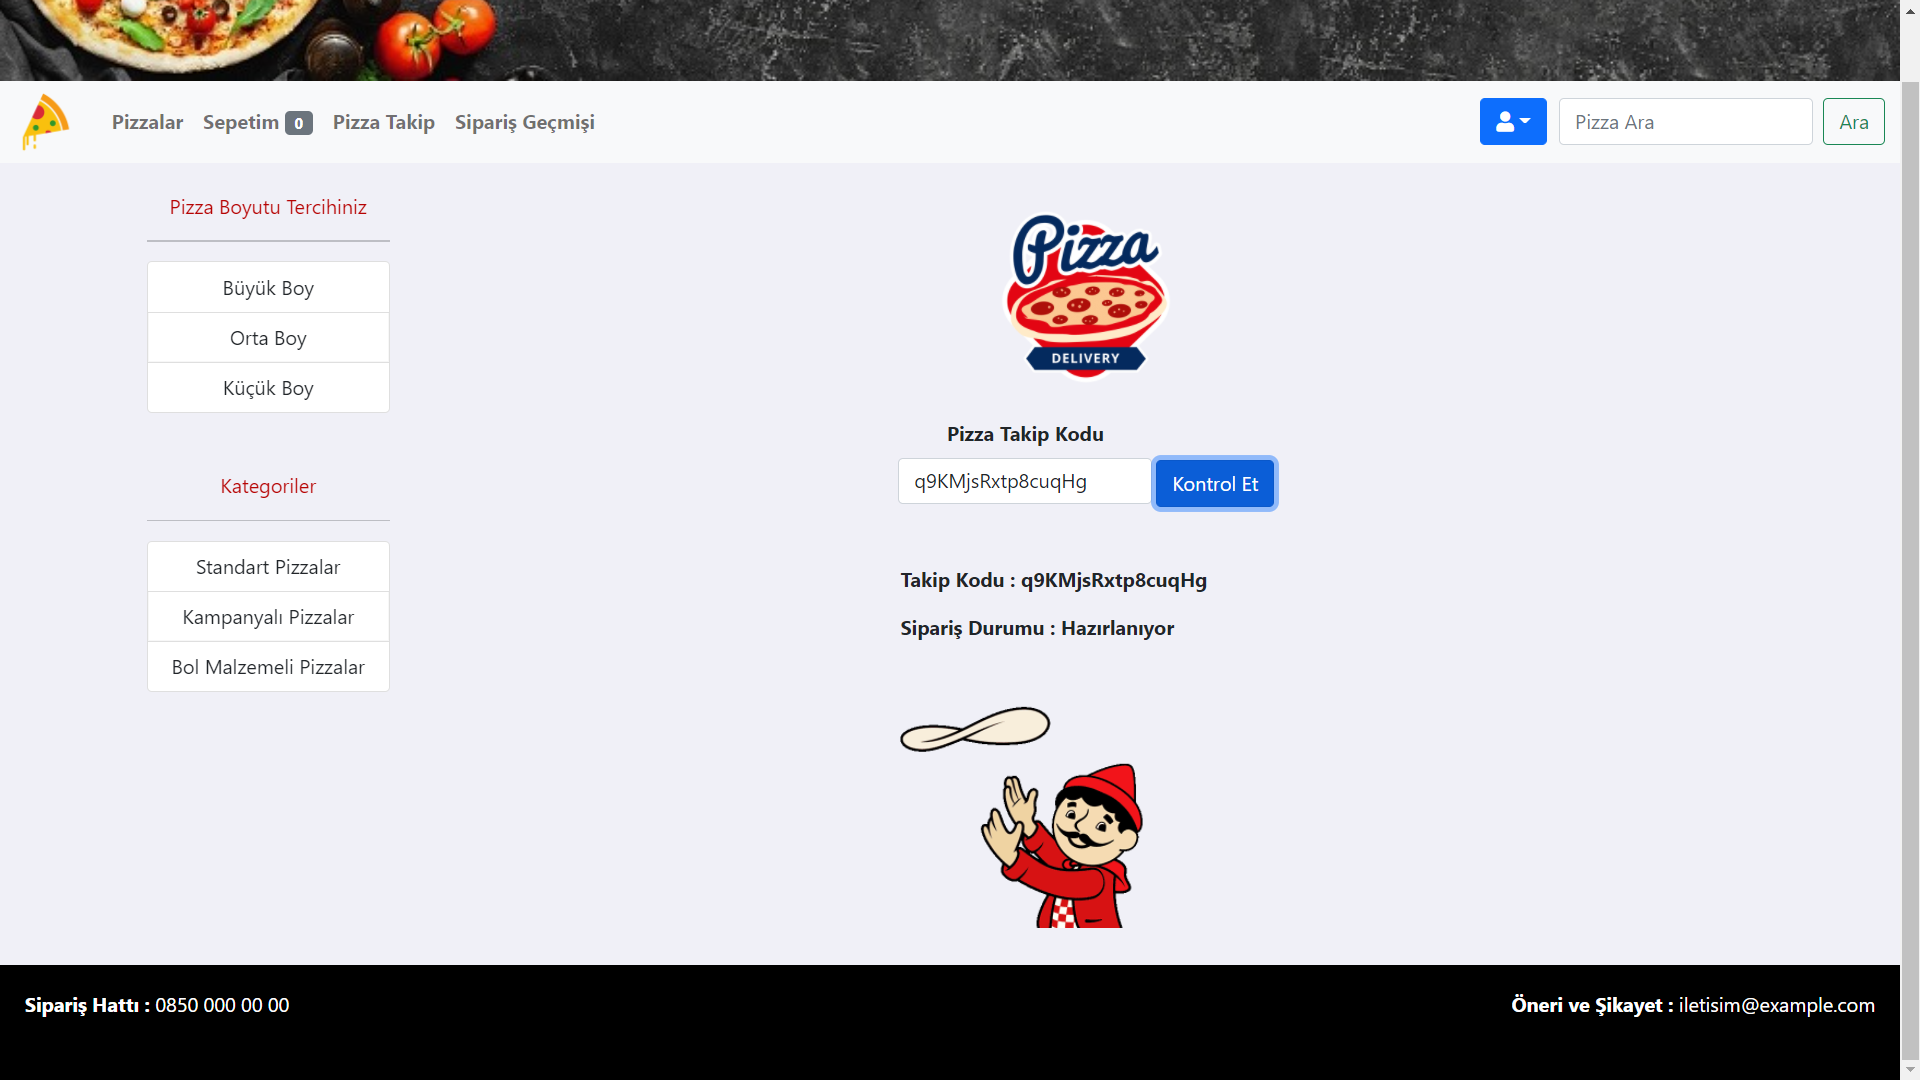 Pizzalar Sepetim 0 Pizza Takip Sipariş Geçmişi Pizza Ara Ara
Pizza Boyutu Tercihiniz
Büyük Boy
Orta Boy
Küçük Boy
Kategoriler
Standart Pizzalar
Kampanyalı Pizzalar
Bol Malzemeli Pizzalar
Pizza
DELIVERY
Pizza Takip Kodu
q9KMjsRxtp8cuqHg Kontrol Et
Takip Kodu : q9KMjsRxtp8cuqHg
Sipariş Durumu : Hazırlanıyor
Sipariş Hattı : 0850 000 00 00
Öneri ve Şikayet : iletisim@example.com